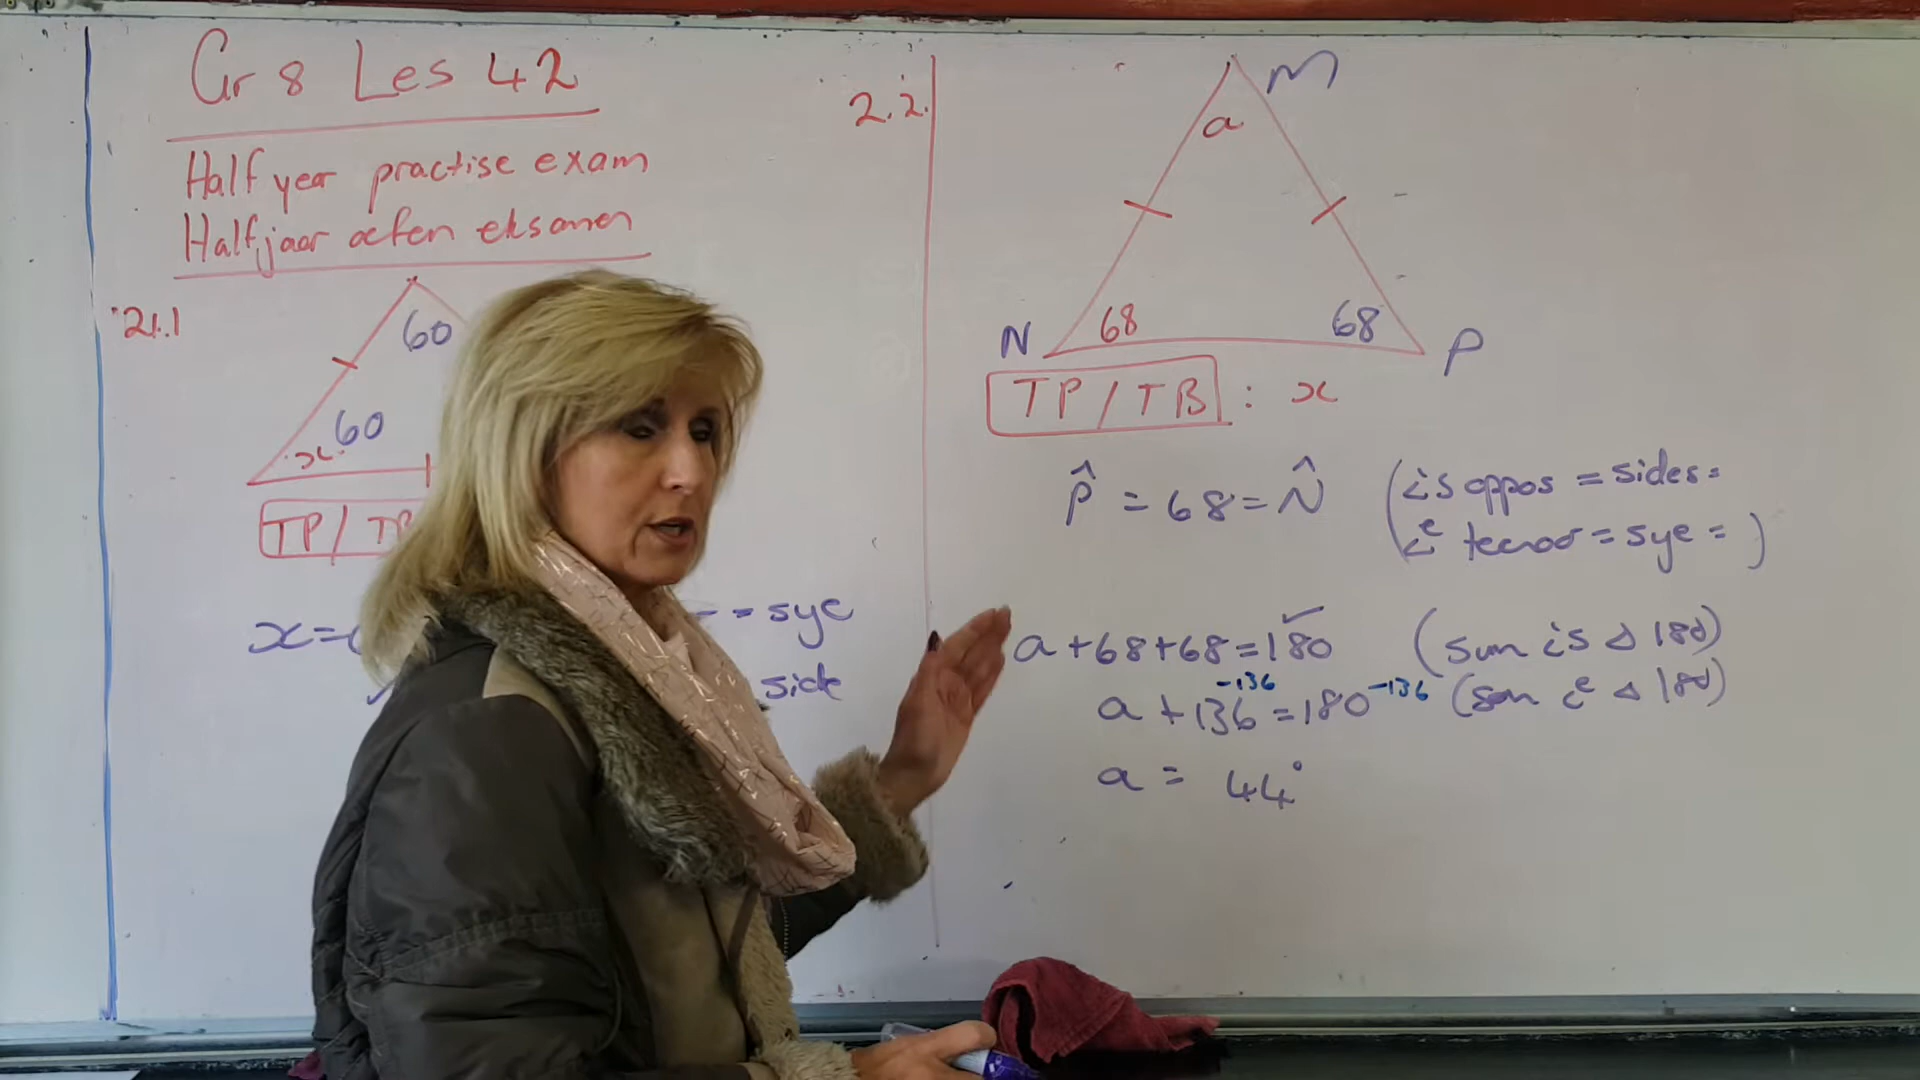 Gr 8 Les 42
Half year practise exam
Halfjaar oefen eksamen
21.1
60
60
x
TP / TB
x =
= sye
side
2.2.
M
a
68
68
N
P
TP / TB : x
P̂ = 68 = N̂
(∠s oppos = sides =
∠e teenoor = sye = )
a + 68 + 68 = 180 (sum ∠s Δ 180)
-136 -136
a + 136 = 180 (som ∠e Δ 180)
a = 44°